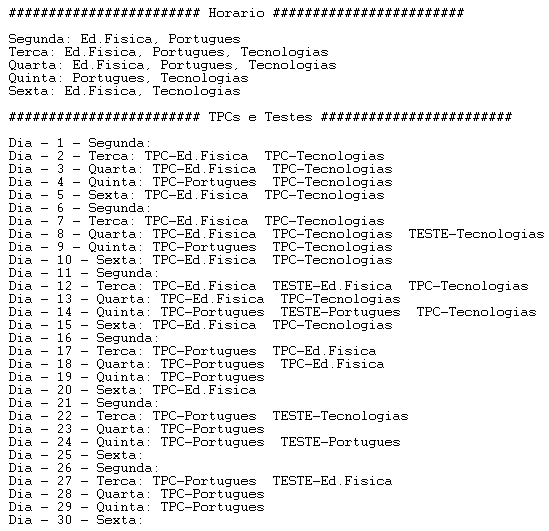 ######################## Horario ########################
Segunda: Ed.Fisica, Portugues
Terca: Ed.Fisica, Portugues, Tecnologias
Quarta: Ed.Fisica, Portugues, Tecnologias
Quinta: Portugues, Tecnologias
Sexta: Ed.Fisica, Tecnologias
######################## TPCs e Testes ########################
Dia - 1 - Segunda:
Dia - 2 - Terca: TPC-Ed.Fisica  TPC-Tecnologias
Dia - 3 - Quarta: TPC-Ed.Fisica  TPC-Tecnologias
Dia - 4 - Quinta: TPC-Portugues  TPC-Tecnologias
Dia - 5 - Sexta: TPC-Ed.Fisica  TPC-Tecnologias
Dia - 6 - Segunda:
Dia - 7 - Terca: TPC-Ed.Fisica  TPC-Tecnologias
Dia - 8 - Quarta: TPC-Ed.Fisica  TPC-Tecnologias  TESTE-Tecnologias
Dia - 9 - Quinta: TPC-Portugues  TPC-Tecnologias
Dia - 10 - Sexta: TPC-Ed.Fisica  TPC-Tecnologias
Dia - 11 - Segunda:
Dia - 12 - Terca: TPC-Ed.Fisica  TESTE-Ed.Fisica  TPC-Tecnologias
Dia - 13 - Quarta: TPC-Ed.Fisica  TPC-Tecnologias
Dia - 14 - Quinta: TPC-Portugues  TESTE-Portugues  TPC-Tecnologias
Dia - 15 - Sexta: TPC-Ed.Fisica  TPC-Tecnologias
Dia - 16 - Segunda:
Dia - 17 - Terca: TPC-Portugues  TPC-Ed.Fisica
Dia - 18 - Quarta: TPC-Portugues  TPC-Ed.Fisica
Dia - 19 - Quinta: TPC-Portugues
Dia - 20 - Sexta: TPC-Ed.Fisica
Dia - 21 - Segunda:
Dia - 22 - Terca: TPC-Portugues  TESTE-Tecnologias
Dia - 23 - Quarta: TPC-Portugues
Dia - 24 - Quinta: TPC-Portugues  TESTE-Portugues
Dia - 25 - Sexta:
Dia - 26 - Segunda:
Dia - 27 - Terca: TPC-Portugues  TESTE-Ed.Fisica
Dia - 28 - Quarta: TPC-Portugues
Dia - 29 - Quinta: TPC-Portugues
Dia - 30 - Sexta: